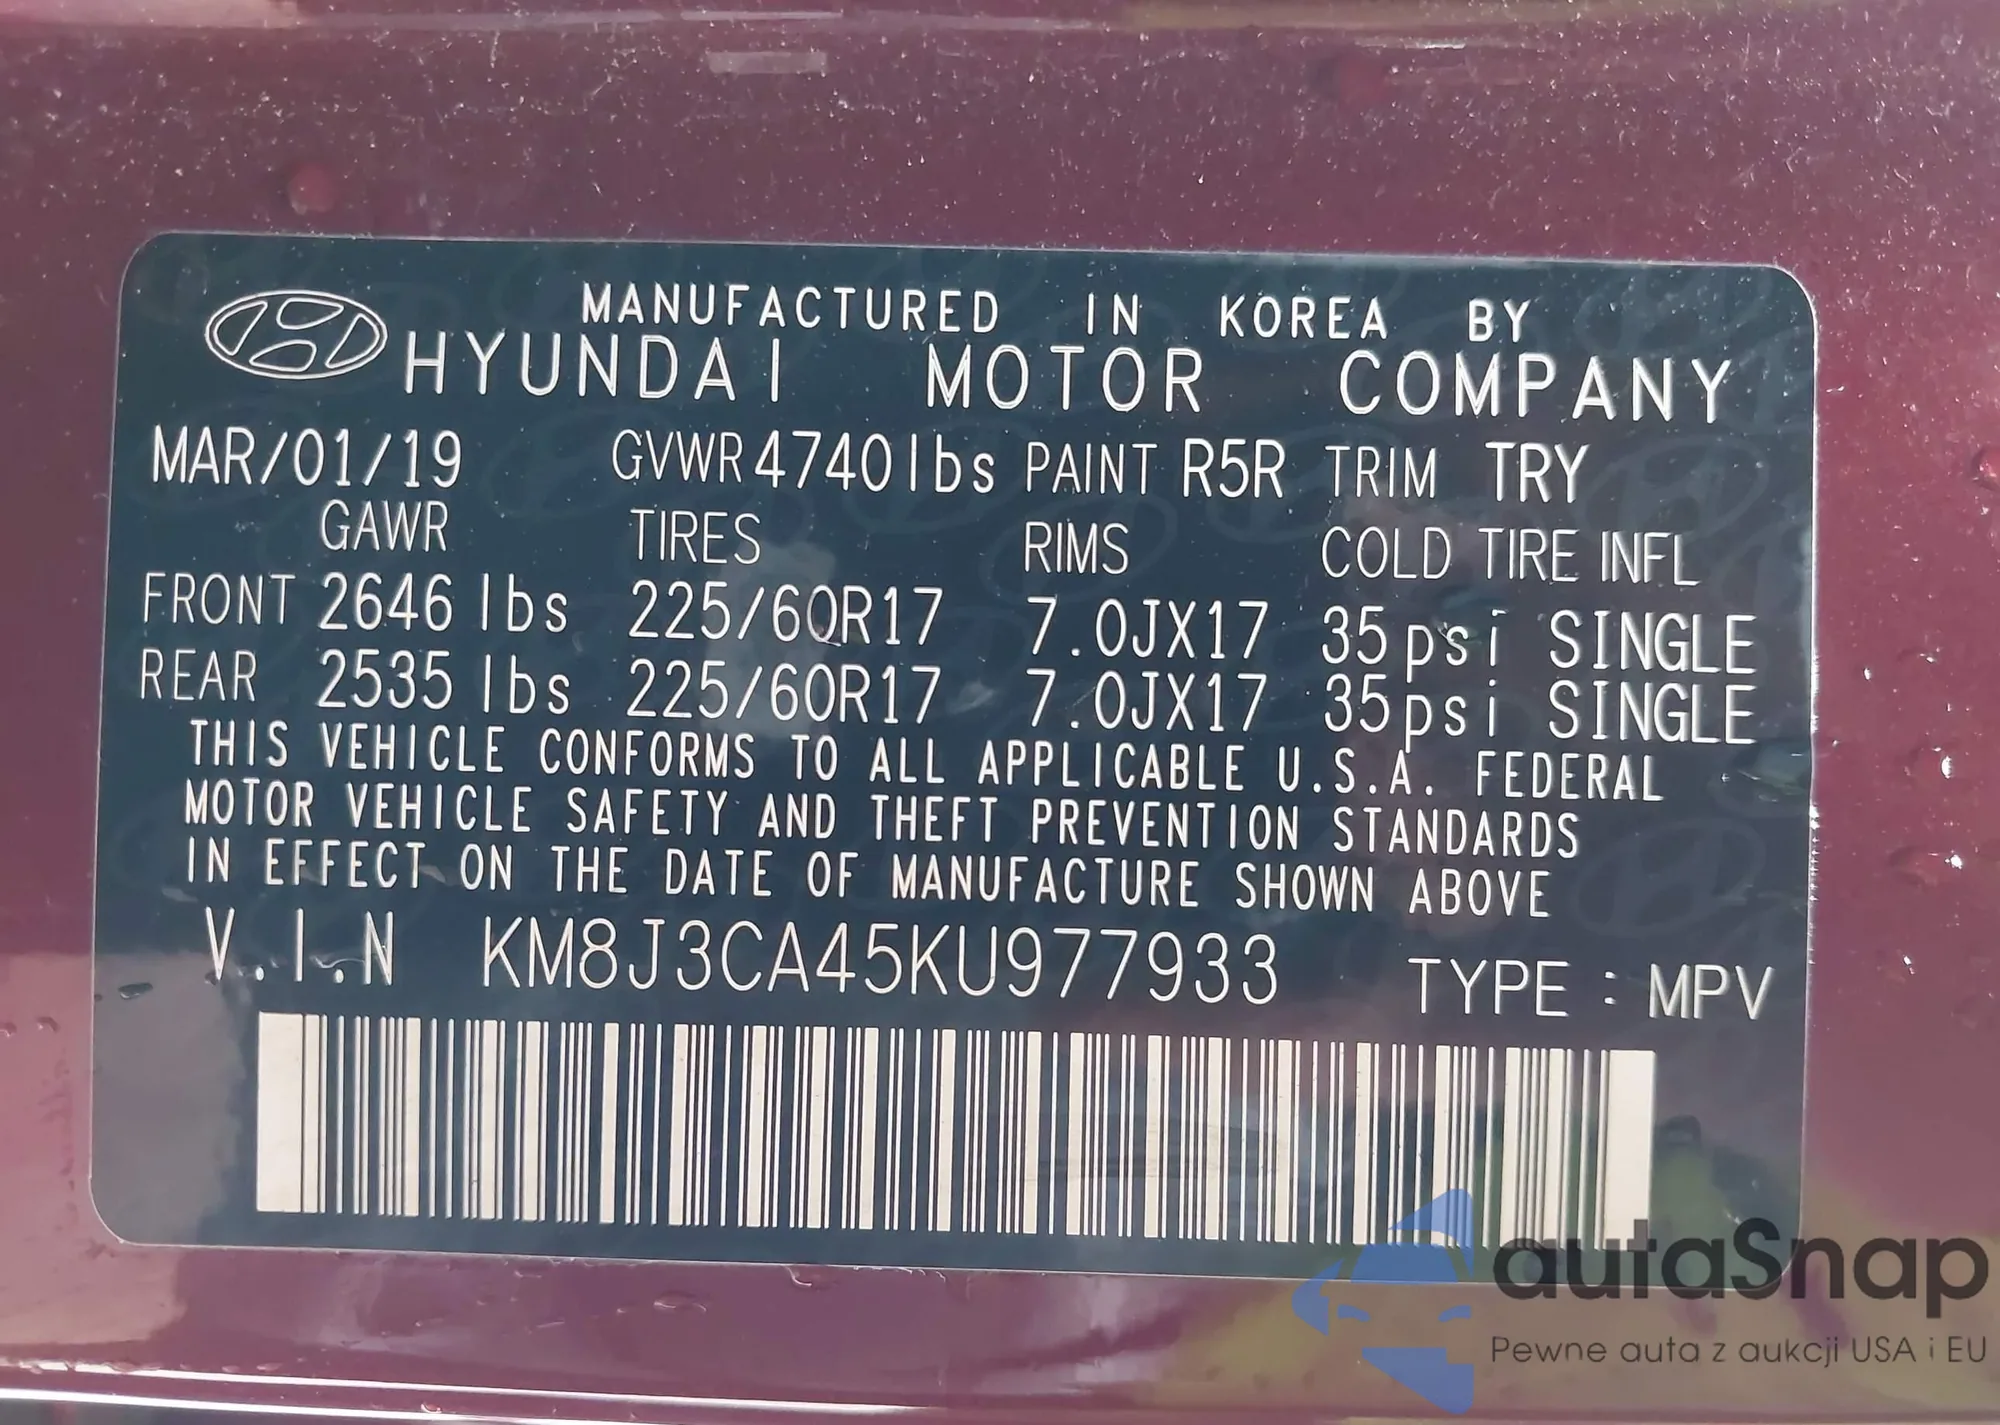 MANUFACTURED IN KOREA BY
HYUNDAI MOTOR COMPANY
MAR/01/19 GVWR 4740lbs PAINT R5R TRIM TRY
GAWR TIRES RIMS COLD TIRE INFL
FRONT 2646 lbs 225/60R17 7.0JX17 35psi SINGLE
REAR 2535 lbs 225/60R17 7.0JX17 35psi SINGLE
THIS VEHICLE CONFORMS TO ALL APPLICABLE U.S.A. FEDERAL
MOTOR VEHICLE SAFETY AND THEFT PREVENTION STANDARDS
IN EFFECT ON THE DATE OF MANUFACTURE SHOWN ABOVE
V.I.N KM8J3CA45KU977933 TYPE : MPV
autaSnap
Pewne auta z aukcji USA i EU